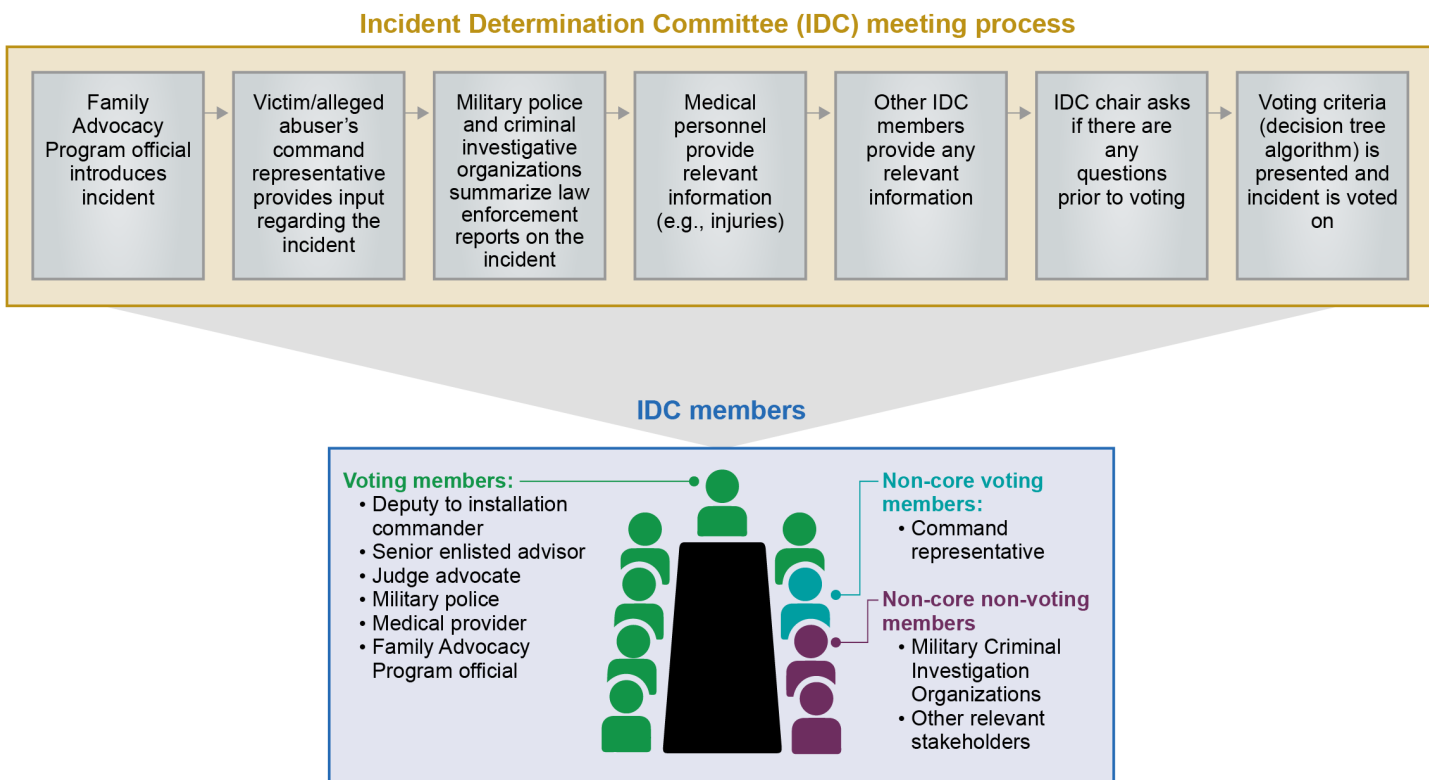 Incident Determination Committee (IDC) meeting process
Family
Advocacy
Program official
introduces
incident
Victim/alleged
abuser’s
command
representative
provides input
regarding the
incident
Military police
and criminal
investigative
organizations
summarize law
enforcement
reports on the
incident
Medical
personnel
provide
relevant
information
(e.g., injuries)
Other IDC
members
provide any
relevant
information
IDC chair asks
if there are
any
questions
prior to voting
Voting criteria
(decision tree
algorithm) is
presented and
incident is voted
on
IDC members
Voting members:
• Deputy to installation
commander
• Senior enlisted advisor
• Judge advocate
• Military police
• Medical provider
• Family Advocacy
Program official
Non-core voting
members:
• Command
representative
Non-core non-voting
members
• Military Criminal
Investigation
Organizations
• Other relevant
stakeholders